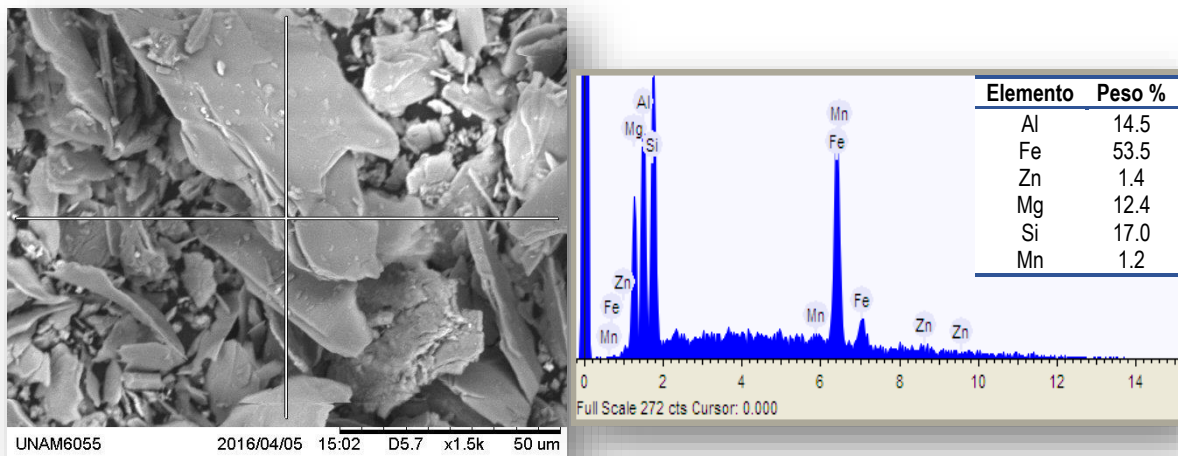 UNAM6055 2016/04/05 15:02 D5.7 x1.5k 50 um
Elemento Peso %
Al 14.5
Fe 53.5
Zn 1.4
Mg 12.4
Si 17.0
Mn 1.2
Al
Mg
Si
Mn
Fe
Zn
Fe
Mn
Mn
Fe
Zn
Zn
0 2 4 6 8 10 12 14
Full Scale 272 cts Cursor: 0.000